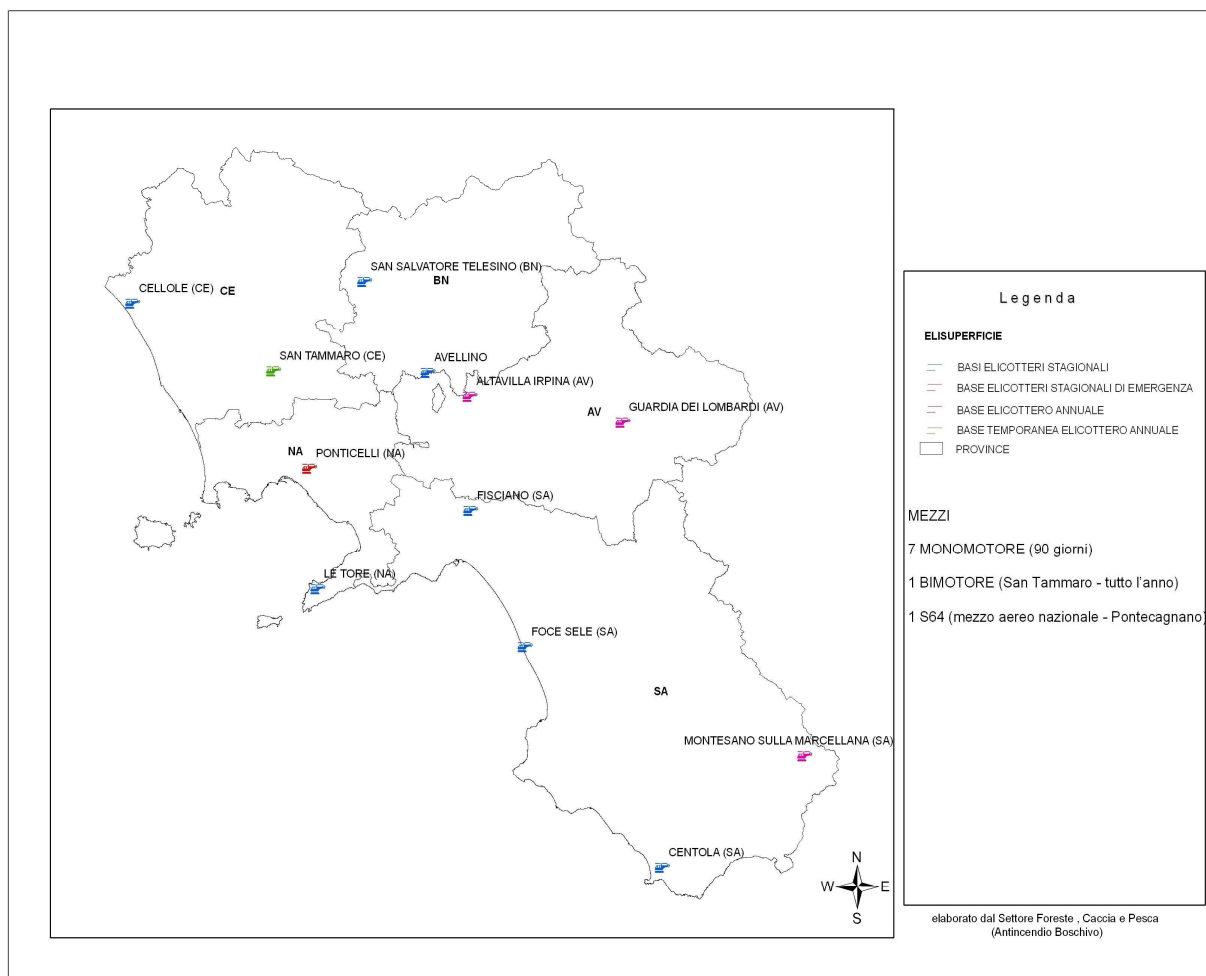 SAN SALVATORE TELESINO (BN)
BN
CELLOLE (CE)
CE
SAN TAMMARO (CE)
AVELLINO
ALTAVILLA IRPINA (AV)
GUARDIA DEI LOMBARDI (AV)
AV
NA
PONTICELLI (NA)
FISCIANO (SA)
LE TORE (NA)
FOCE SELE (SA)
SA
MONTESANO SULLA MARCELLANA (SA)
CENTOLA (SA)
N
W
E
S
Legenda
ELISUPERFICIE
BASI ELICOTTERI STAGIONALI
BASE ELICOTTERI STAGIONALI DI EMERGENZA
BASE ELICOTTERO ANNUALE
BASE TEMPORANEA ELICOTTERO ANNUALE
PROVINCE
MEZZI
7 MONOMOTORE (90 giorni)
1 BIMOTORE (San Tammaro - tutto l'anno)
1 S64 (mezzo aereo nazionale - Pontecagnano)
elaborato dal Settore Foreste , Caccia e Pesca
(Antincendio Boschivo)